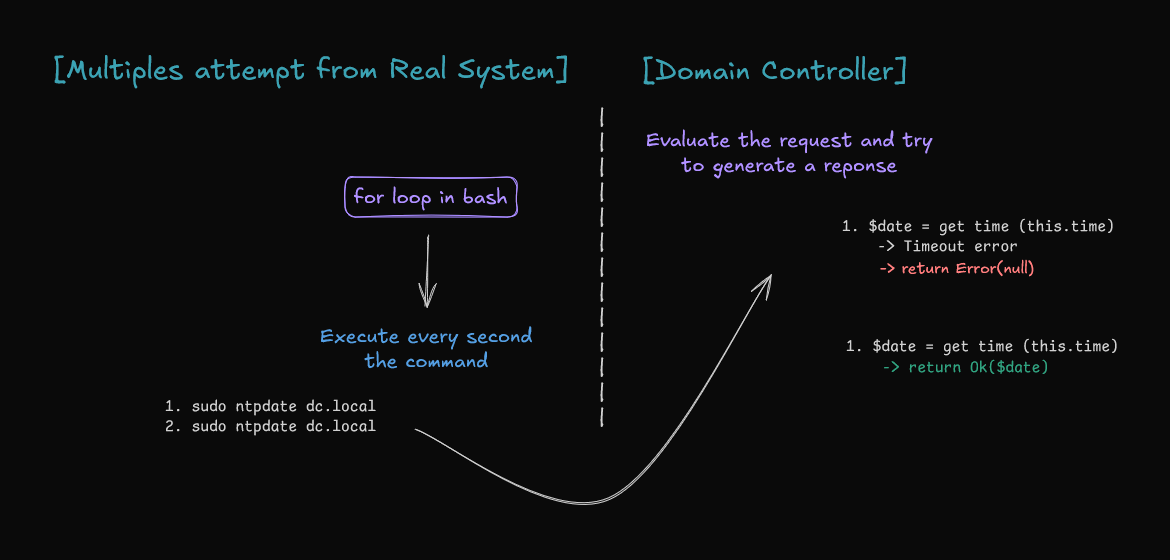 [Multiples attempt from Real System]
for loop in bash
Execute every second
the command
1. sudo ntpdate dc.local
2. sudo ntpdate dc.local
[Domain Controller]
Evaluate the request and try
to generate a reponse
1. $date = get time (this.time)
-> Timeout error
-> return Error(null)
1. $date = get time (this.time)
-> return Ok($date)